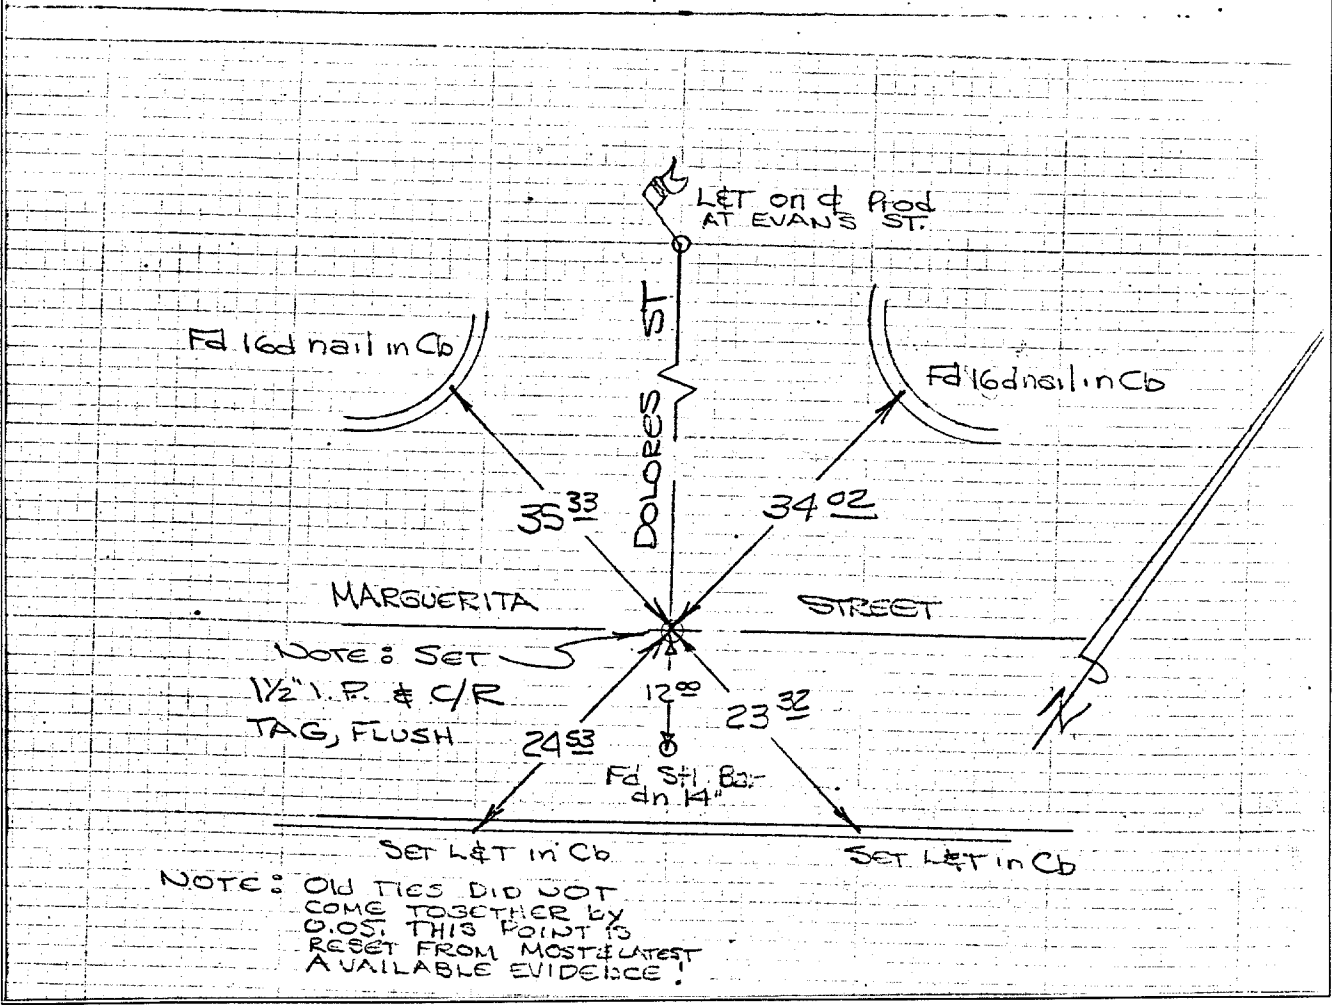 L&T on ℄ Prod
AT EVAN'S ST.
Fd 16d nail in Cb
Fd 16d nail in Cb
DOLORES ST
35 33
34 02
MARGUERITA STREET
NOTE: SET
1½" I.P. & C/R
TAG, FLUSH
12 00
23 32
24 53
Fd. Stl. Bar
dn 14"
N
SET L&T in Cb
SET L&T in Cb
NOTE: Old TIES DID NOT
COME TOGETHER by
0.05. THIS POINT IS
RESET FROM MOST & LATEST
AVAILABLE EVIDENCE!